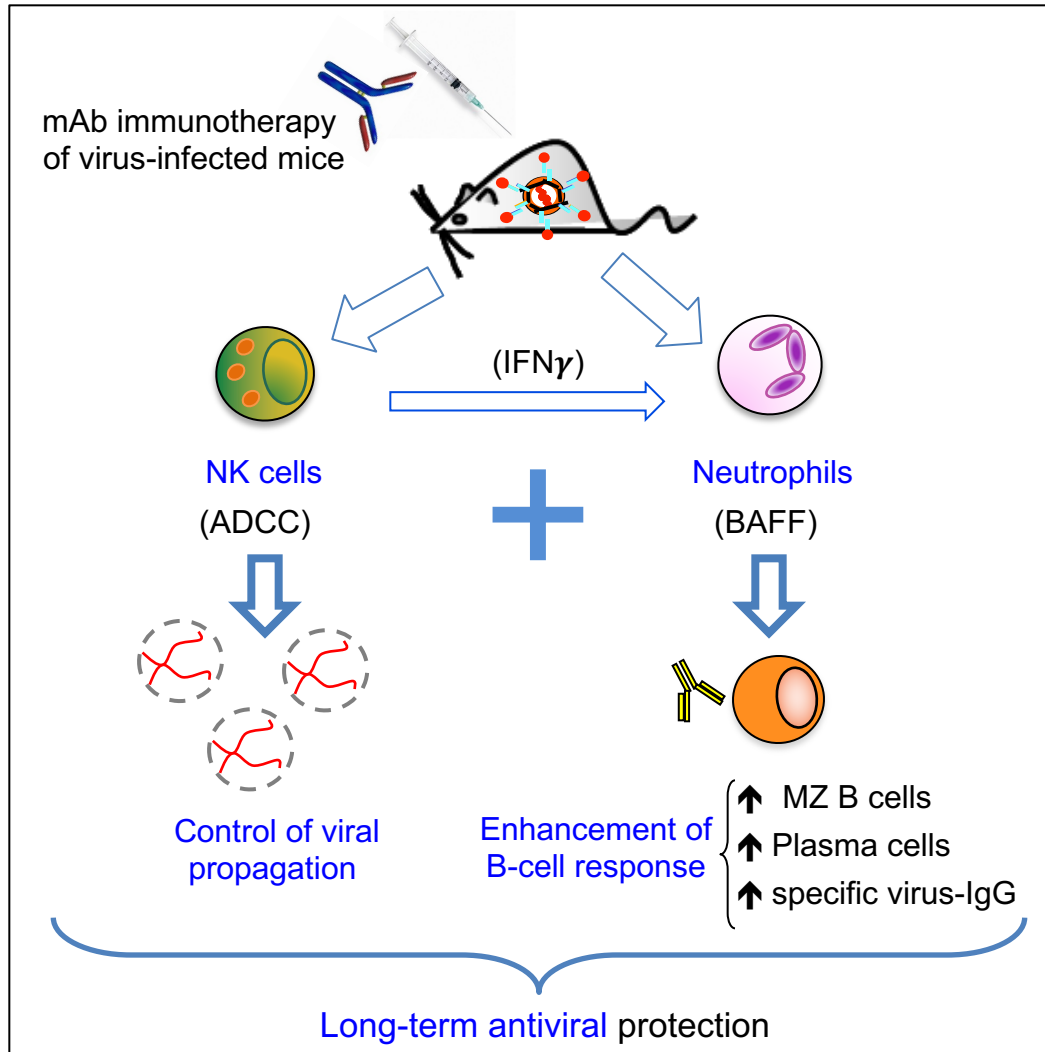 mAb immunotherapy
of virus-infected mice
(IFNγ)
NK cells
(ADCC)
Neutrophils
(BAFF)
Control of viral
propagation
Enhancement of
B-cell response
MZ B cells
Plasma cells
specific virus-IgG
Long-term antiviral protection